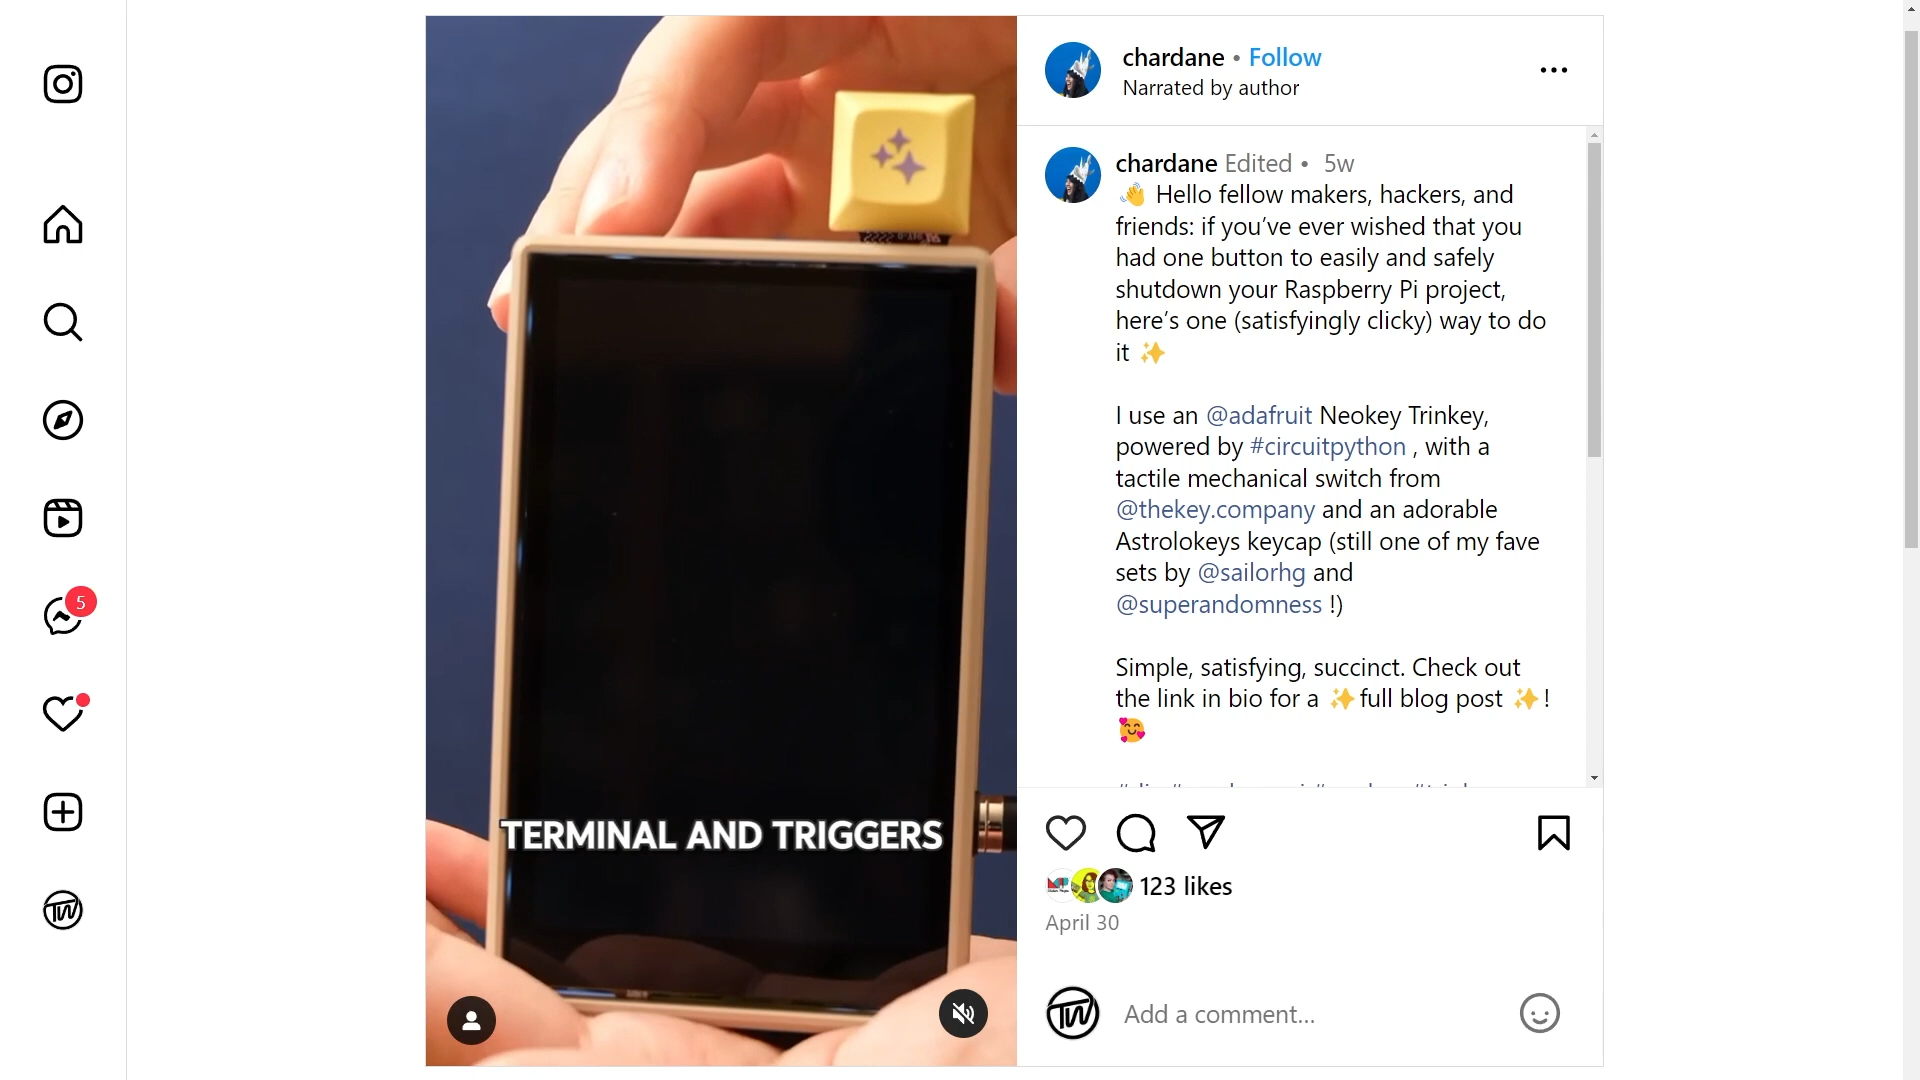 chardane • Follow
Narrated by author
chardane Edited • 5w
👋 Hello fellow makers, hackers, and
friends: if you’ve ever wished that you
had one button to easily and safely
shutdown your Raspberry Pi project,
here’s one (satisfyingly clicky) way to do
it ✨
I use an @adafruit Neokey Trinkey,
powered by #circuitpython , with a
tactile mechanical switch from
@thekey.company and an adorable
Astrolokeys keycap (still one of my fave
sets by @sailorhg and
@superandomness !)
Simple, satisfying, succinct. Check out
the link in bio for a ✨full blog post ✨!
🥰
TERMINAL AND TRIGGERS
5
123 likes
April 30
TW
Add a comment...
TW